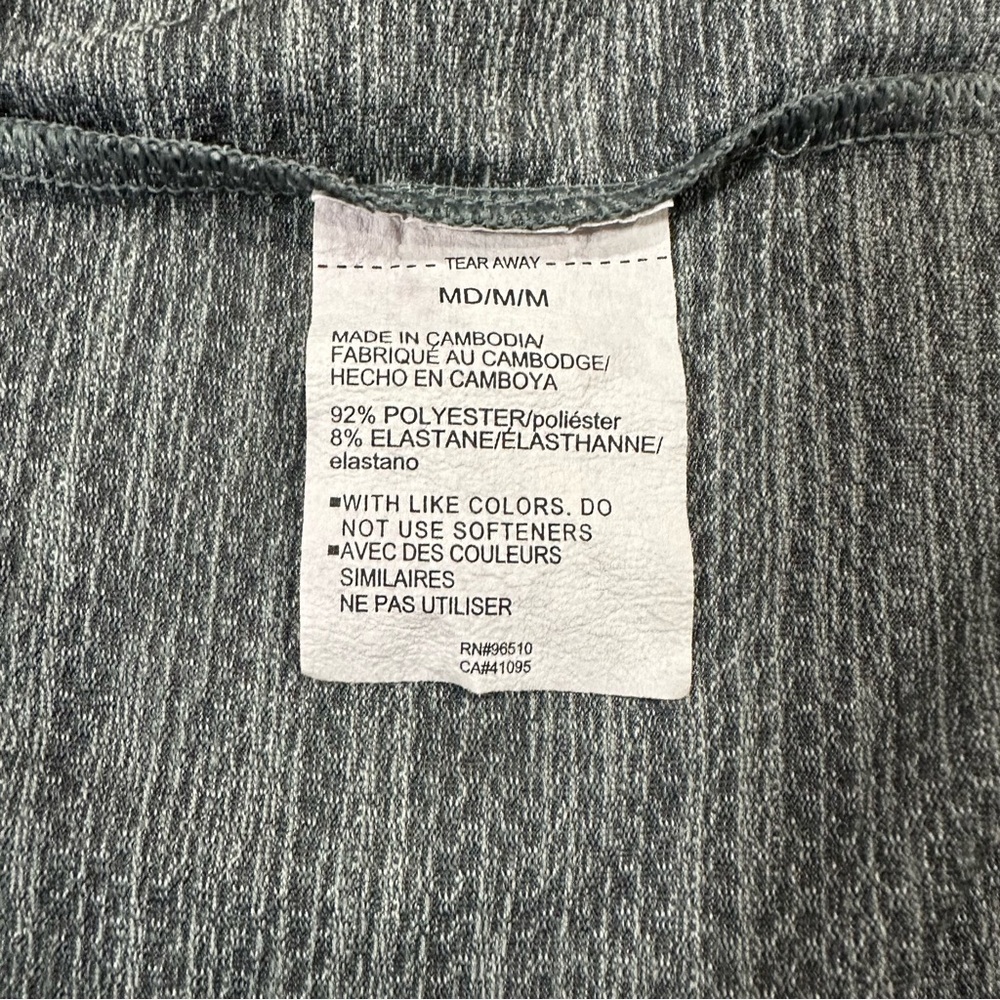 TEAR AWAY
MD/M/M
MADE IN CAMBODIA/
FABRIQUÉ AU CAMBODGE/
HECHO EN CAMBOYA
92% POLYESTER/poliéster
8% ELASTANE/ÉLASTHANNE/
elastano
■WITH LIKE COLORS. DO
NOT USE SOFTENERS
■AVEC DES COULEURS
SIMILAIRES
NE PAS UTILISER
RN#96510
CA#41095